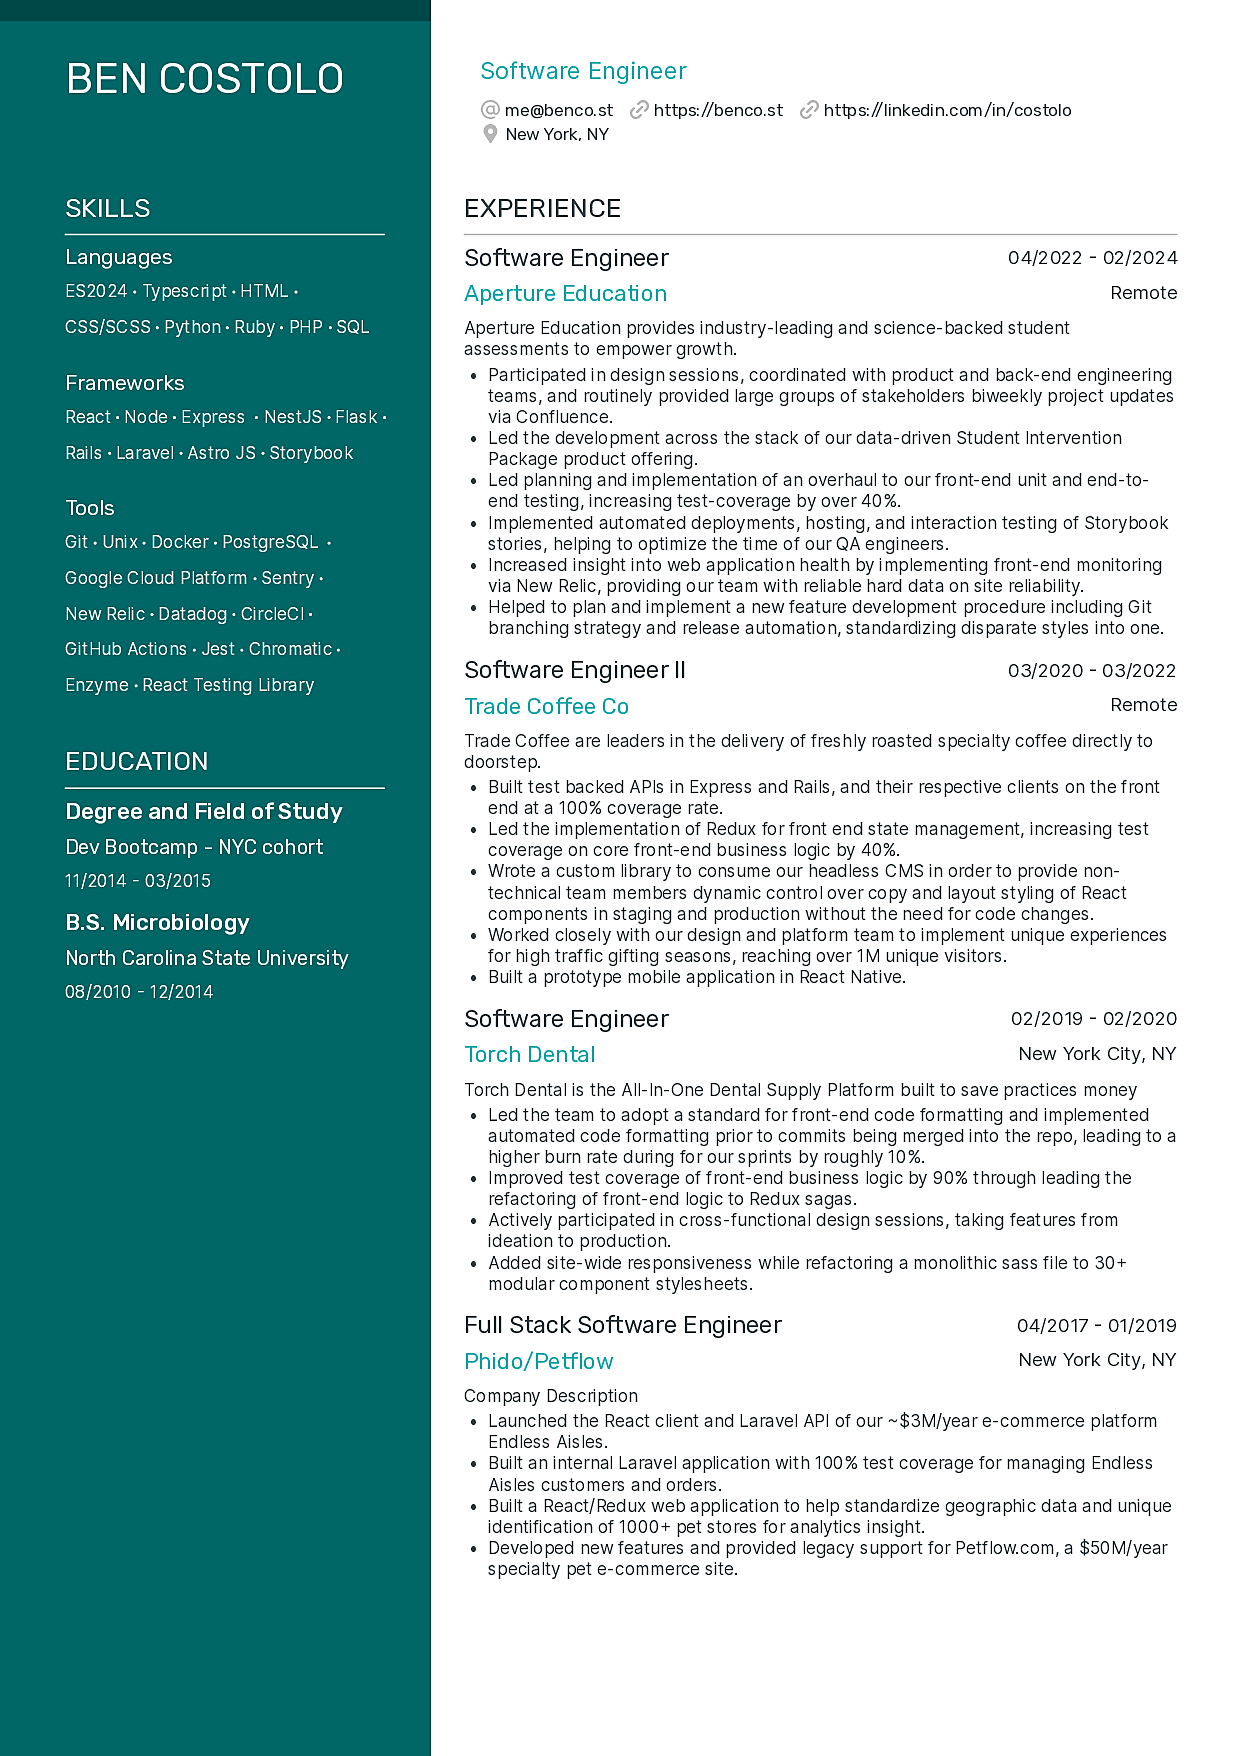 BEN COSTOLO
Software Engineer
me@benco.st https://benco.st https://linkedin.com/in/costolo
New York, NY
SKILLS
Languages
ES2024 • Typescript • HTML •
CSS/SCSS • Python • Ruby • PHP • SQL
Frameworks
React • Node • Express • NestJS • Flask •
Rails • Laravel • Astro JS • Storybook
Tools
Git • Unix • Docker • PostgreSQL •
Google Cloud Platform • Sentry •
New Relic • Datadog • CircleCI •
GitHub Actions • Jest • Chromatic •
Enzyme • React Testing Library
EDUCATION
Degree and Field of Study
Dev Bootcamp - NYC cohort
11/2014 - 03/2015
B.S. Microbiology
North Carolina State University
08/2010 - 12/2014
EXPERIENCE
Software Engineer 04/2022 - 02/2024
Aperture Education Remote
Aperture Education provides industry-leading and science-backed student
assessments to empower growth.
• Participated in design sessions, coordinated with product and back-end engineering
teams, and routinely provided large groups of stakeholders biweekly project updates
via Confluence.
• Led the development across the stack of our data-driven Student Intervention
Package product offering.
• Led planning and implementation of an overhaul to our front-end unit and end-to-
end testing, increasing test-coverage by over 40%.
• Implemented automated deployments, hosting, and interaction testing of Storybook
stories, helping to optimize the time of our QA engineers.
• Increased insight into web application health by implementing front-end monitoring
via New Relic, providing our team with reliable hard data on site reliability.
• Helped to plan and implement a new feature development procedure including Git
branching strategy and release automation, standardizing disparate styles into one.
Software Engineer II 03/2020 - 03/2022
Trade Coffee Co Remote
Trade Coffee are leaders in the delivery of freshly roasted specialty coffee directly to
doorstep.
• Built test backed APIs in Express and Rails, and their respective clients on the front
end at a 100% coverage rate.
• Led the implementation of Redux for front end state management, increasing test
coverage on core front-end business logic by 40%.
• Wrote a custom library to consume our headless CMS in order to provide non-
technical team members dynamic control over copy and layout styling of React
components in staging and production without the need for code changes.
• Worked closely with our design and platform team to implement unique experiences
for high traffic gifting seasons, reaching over 1M unique visitors.
• Built a prototype mobile application in React Native.
Software Engineer 02/2019 - 02/2020
Torch Dental New York City, NY
Torch Dental is the All-In-One Dental Supply Platform built to save practices money
• Led the team to adopt a standard for front-end code formatting and implemented
automated code formatting prior to commits being merged into the repo, leading to a
higher burn rate during for our sprints by roughly 10%.
• Improved test coverage of front-end business logic by 90% through leading the
refactoring of front-end logic to Redux sagas.
• Actively participated in cross-functional design sessions, taking features from
ideation to production.
• Added site-wide responsiveness while refactoring a monolithic sass file to 30+
modular component stylesheets.
Full Stack Software Engineer 04/2017 - 01/2019
Phido/Petflow New York City, NY
Company Description
• Launched the React client and Laravel API of our ~$3M/year e-commerce platform
Endless Aisles.
• Built an internal Laravel application with 100% test coverage for managing Endless
Aisles customers and orders.
• Built a React/Redux web application to help standardize geographic data and unique
identification of 1000+ pet stores for analytics insight.
• Developed new features and provided legacy support for Petflow.com, a $50M/year
specialty pet e-commerce site.